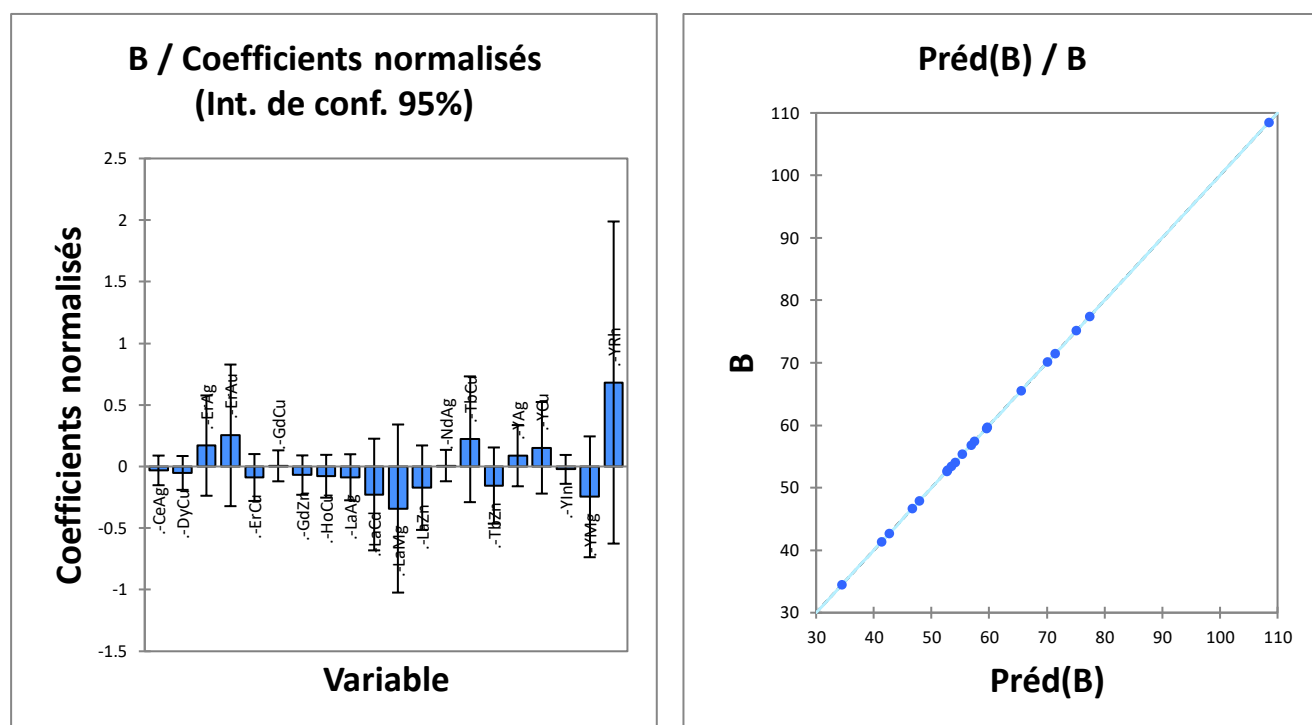 B / Coefficients normalisés
(Int. de conf. 95%)
2.5
2
1.5
1
0.5
0
-0.5
-1
-1.5
Coefficients normalisés
.-CeAg
.-DyCu
.-ErAg
.-ErAu
.-ErCu
.-GdCu
.-GdZn
.-HoCu
.-LaAg
.-LaCd
.-LaMg
.-LaZn
.-NdAg
.-TbCu
.-TbZn
.-YAg
.-YCu
.-YIn
.-YMg
.-YRh
Variable
Préd(B) / B
110
100
90
80
70
60
50
40
30
B
30 40 50 60 70 80 90 100 110
Préd(B)